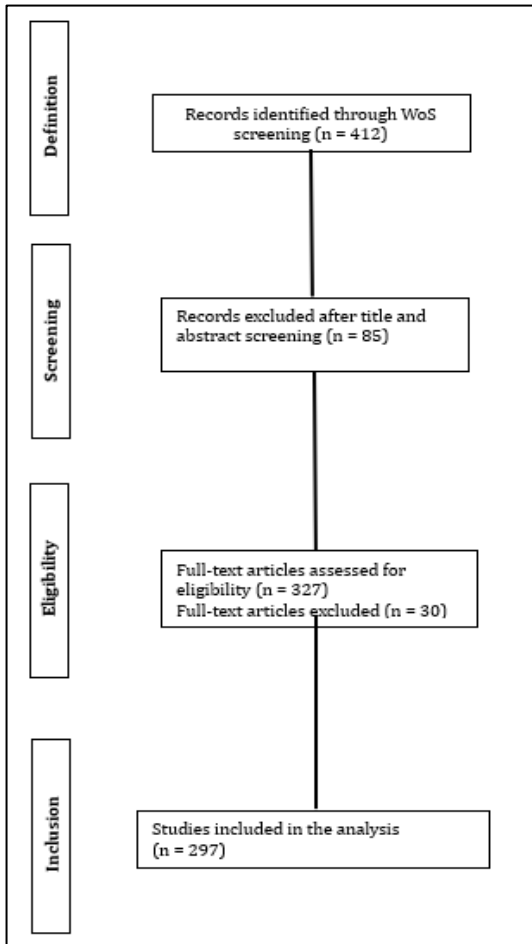 Definition
Records identified through WoS
screening (n = 412)
Screening
Records excluded after title and
abstract screening (n = 85)
Eligibility
Full-text articles assessed for
eligibility (n = 327)
Full-text articles excluded (n = 30)
Inclusion
Studies included in the analysis
(n = 297)